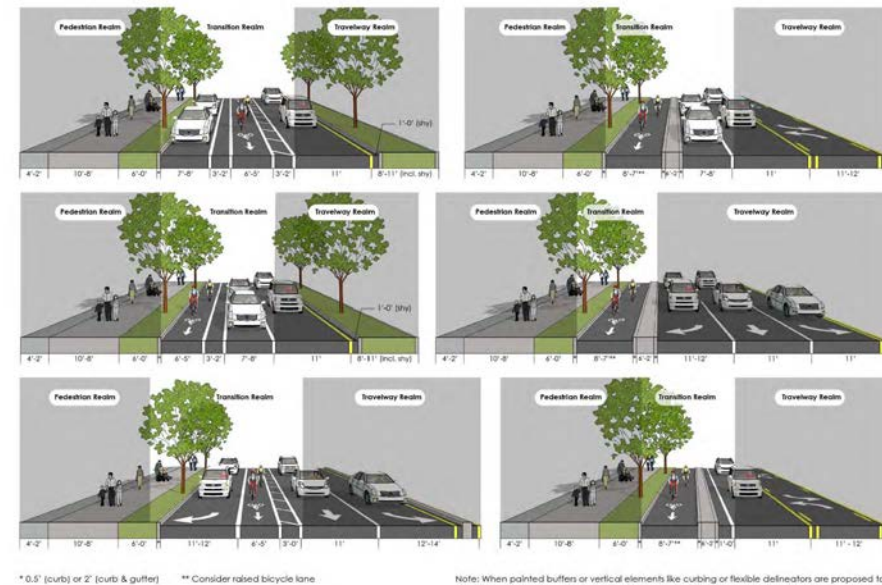 Pedestrian Realm Transition Realm Travelway Realm
1'-0" (shy)
4'-2" 10'-8" 6'-0" * 7'-8" 3'-2" 6'-5" 3'-2" 11' 8'-11" (incl. shy)
Pedestrian Realm Transition Realm Travelway Realm
4'-2" 10'-8" 6'-0" * 8'-7"** 7'-8" 11' 11'-12'
Pedestrian Realm Transition Realm Travelway Realm
1'-0" (shy)
4'-2" 10'-8" 6'-0" * 6'-5" 3'-2" 7'-8" 11' 8'-11" (incl. shy)
Pedestrian Realm Transition Realm Travelway Realm
4'-2" 10'-8" 6'-0" * 8'-7"** 11'-12' 11' 11'
Pedestrian Realm Transition Realm Travelway Realm
4'-2" 10'-8" 6'-0" * 11'-12' 6'-5" 3'-0" 11' 12'-14'
Pedestrian Realm Transition Realm Travelway Realm
4'-2" 10'-8" 6'-0" * 8'-7"** 1'-0" 11' 11' - 12'
* 0.5' (curb) or 2' (curb & gutter) ** Consider raised bicycle lane Note: When painted buffers or vertical elements like curbing or flexible delineators are proposed to